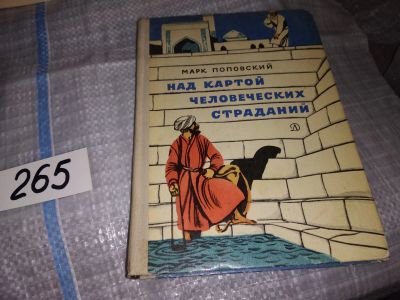 МАРК ПОПОВСКИЙ
НАД КАРТОЙ
ЧЕЛОВЕЧЕСКИХ
СТРАДАНИЙ
265